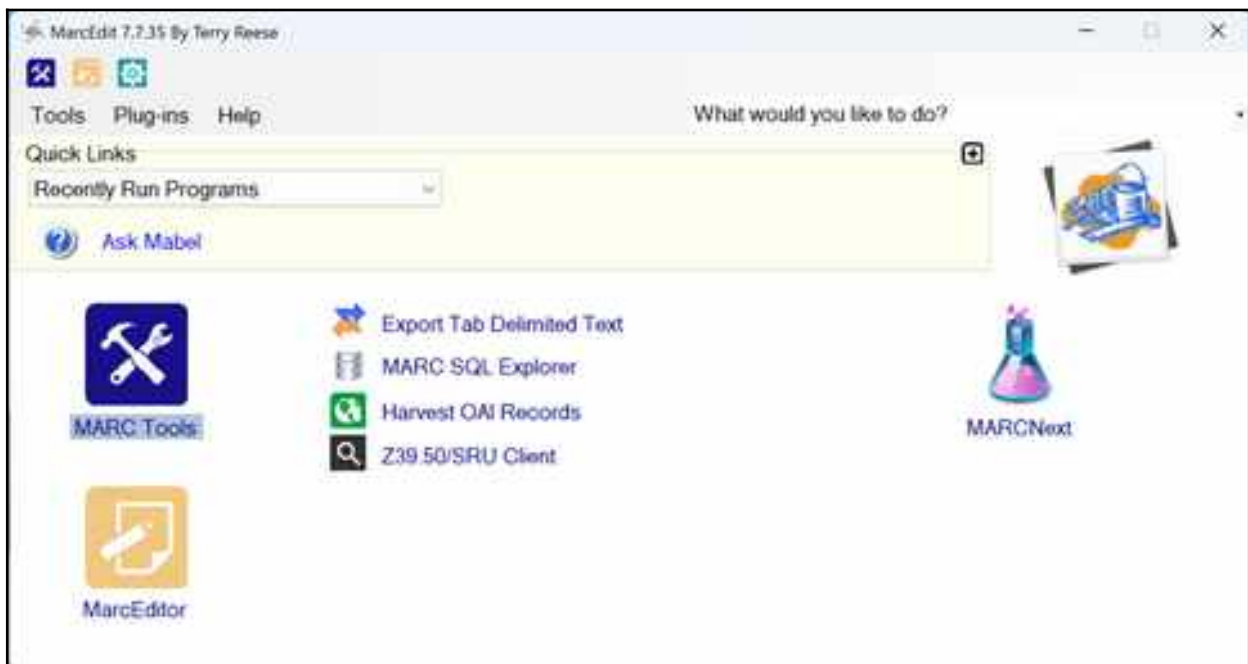 MarcEdit 7.7.35 By Terry Reese
Tools Plug-ins Help
What would you like to do?
Quick Links
Recently Run Programs
Ask Mabel
MARC Tools
Export Tab Delimited Text
MARC SQL Explorer
Harvest OAI Records
Z39.50/SRU Client
MARCNext
MarcEditor